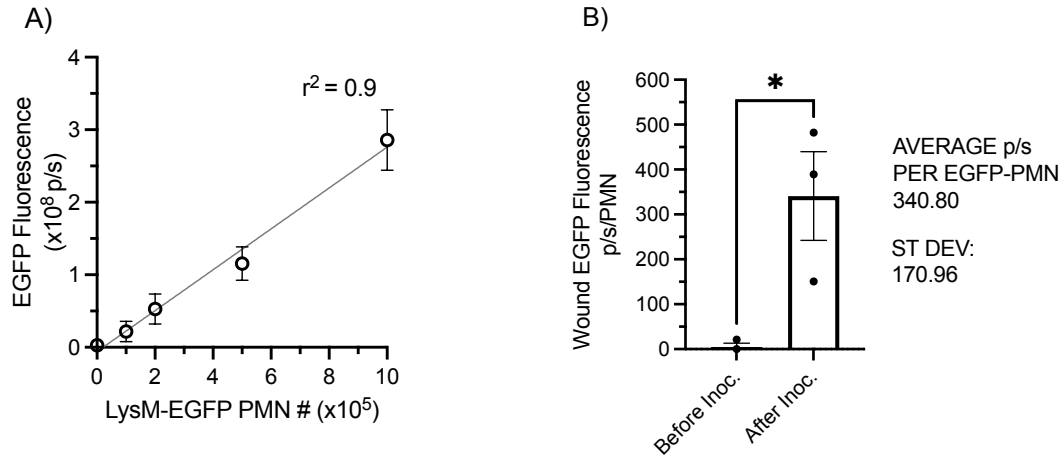 A)
EGFP Fluorescence
(x10⁸ p/s)
4
3
2
1
0
r² = 0.9
0 2 4 6 8 10
LysM-EGFP PMN # (x10⁵)
B)
Wound EGFP Fluorescence
p/s/PMN
600
500
400
300
200
100
0
*
Before Inoc.
After Inoc.
AVERAGE p/s
PER EGFP-PMN
340.80
ST DEV:
170.96